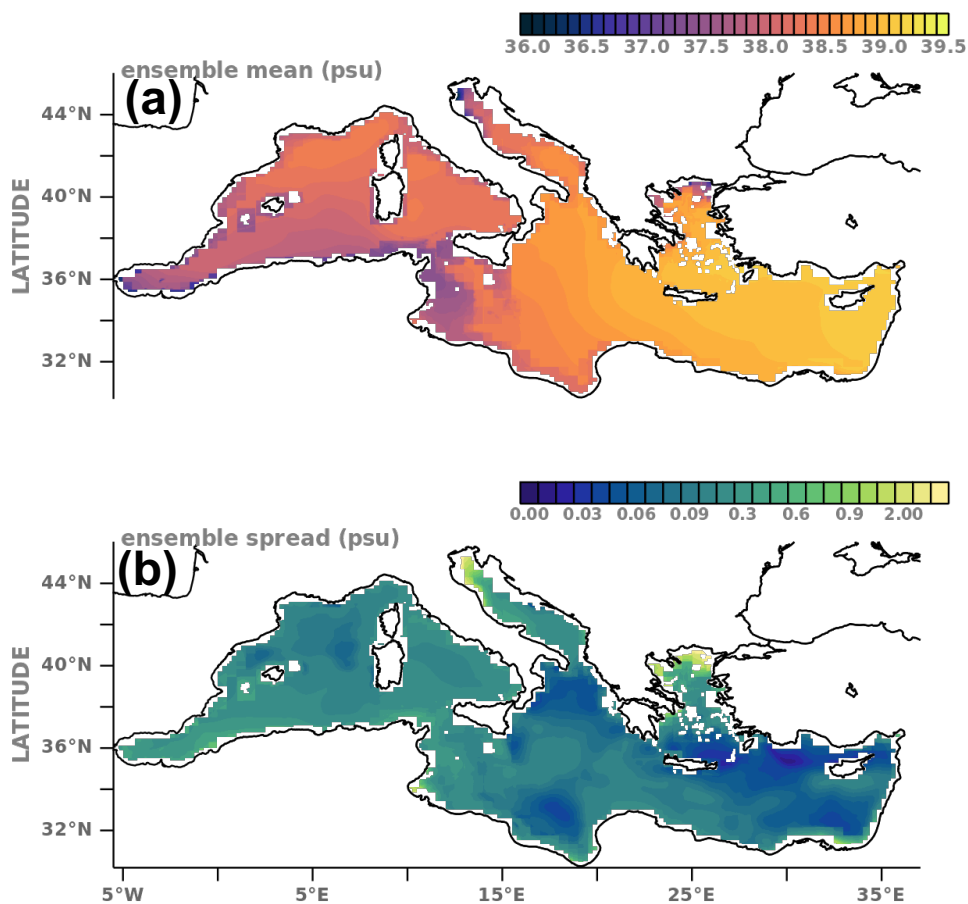 36.0 36.5 37.0 37.5 38.0 38.5 39.0 39.5
ensemble mean (psu)
(a)
44°N
40°N
36°N
32°N
LATITUDE
0.00 0.03 0.06 0.09 0.3 0.6 0.9 2.00
ensemble spread (psu)
(b)
44°N
40°N
36°N
32°N
LATITUDE
5°W 5°E 15°E 25°E 35°E